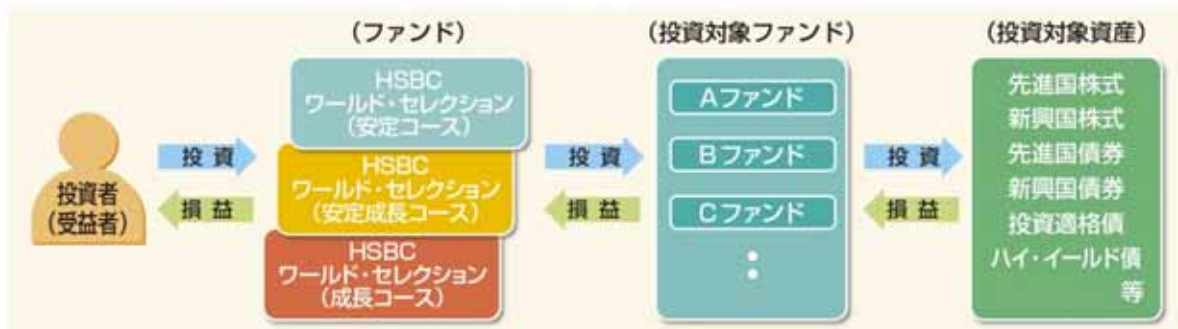 (ファンド)
(投資対象ファンド)
(投資対象資産)
投資者
(受益者)
投資
損益
HSBC
ワールド・セレクション
(安定コース)
HSBC
ワールド・セレクション
(安定成長コース)
HSBC
ワールド・セレクション
(成長コース)
投資
損益
Aファンド
Bファンド
Cファンド
:
投資
損益
先進国株式
新興国株式
先進国債券
新興国債券
投資適格債
ハイ・イールド債
等